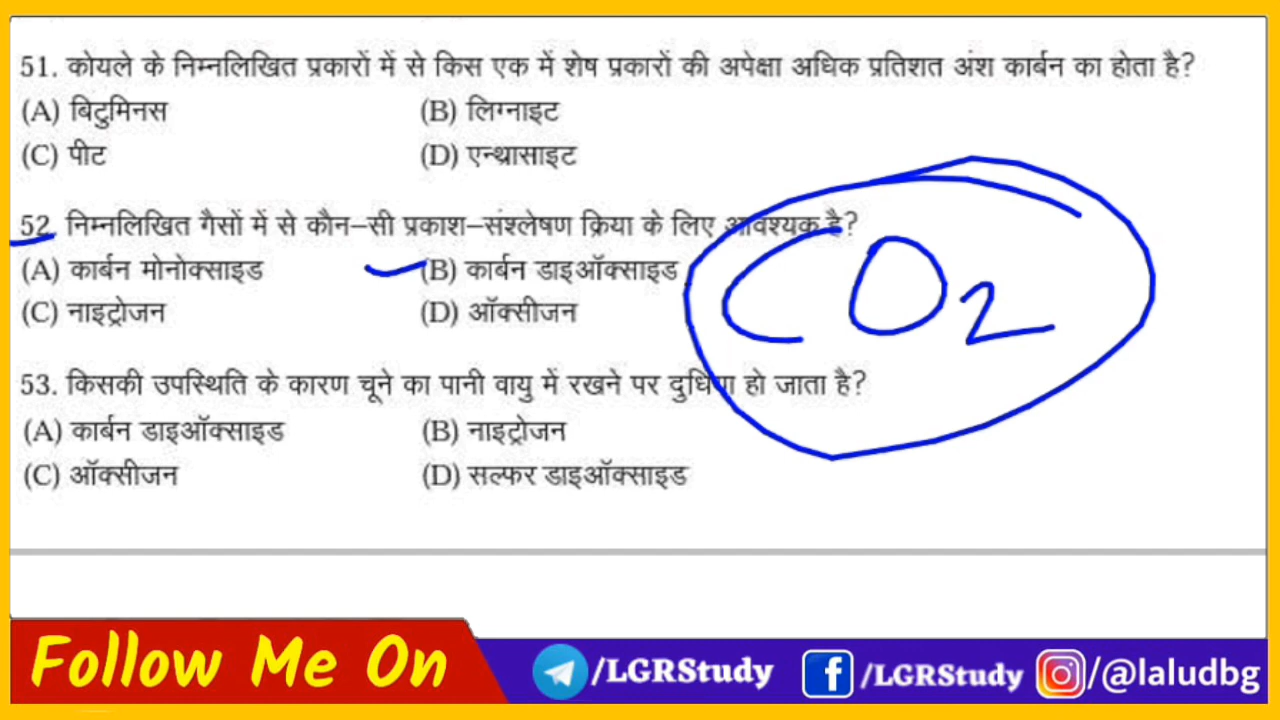 51. कोयले के निम्नलिखित प्रकारों में से किस एक में शेष प्रकारों की अपेक्षा अधिक प्रतिशत अंश कार्बन का होता है?
(A) बिटुमिनस (B) लिग्नाइट
(C) पीट (D) एन्थ्रासाइट
52. निम्नलिखित गैसों में से कौन–सी प्रकाश–संश्लेषण क्रिया के लिए आवश्यक है?
(A) कार्बन मोनोक्साइड (B) कार्बन डाइऑक्साइड
(C) नाइट्रोजन (D) ऑक्सीजन
CO2
53. किसकी उपस्थिति के कारण चूने का पानी वायु में रखने पर दुधिया हो जाता है?
(A) कार्बन डाइऑक्साइड (B) नाइट्रोजन
(C) ऑक्सीजन (D) सल्फर डाइऑक्साइड
Follow Me On /LGRStudy /LGRStudy /@laludbg